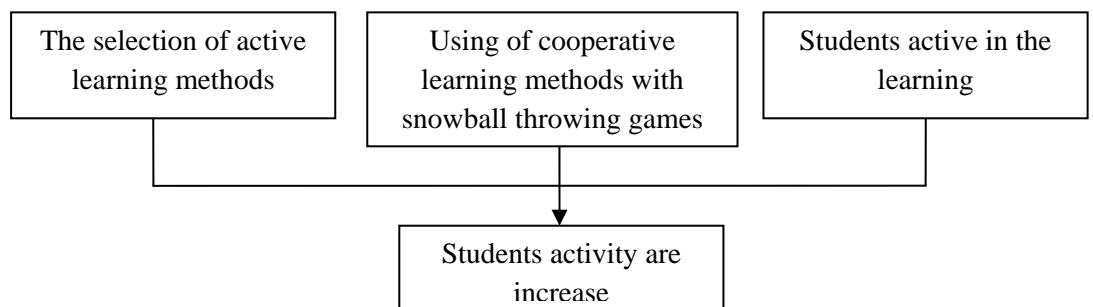 The selection of active
learning methods
Using of cooperative
learning methods with
snowball throwing games
Students active in the
learning
Students activity are
increase